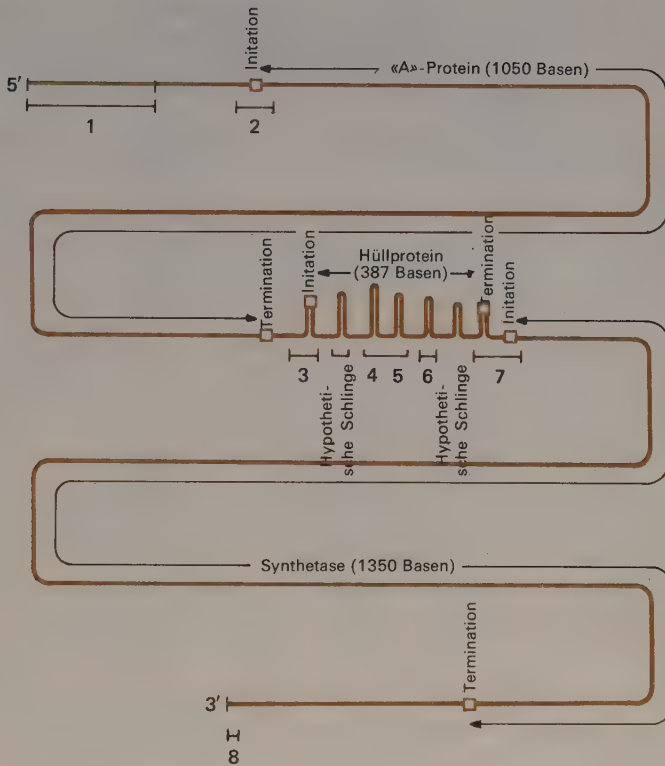 Initation
«A»-Protein (1050 Basen)
5'
1
2
Termination
Initation
Hüllprotein
(387 Basen)
Termination
Initation
3
4
5
6
7
Hypotheti-
sche Schlinge
Hypotheti-
sche Schlinge
Synthetase (1350 Basen)
Termination
3'
8